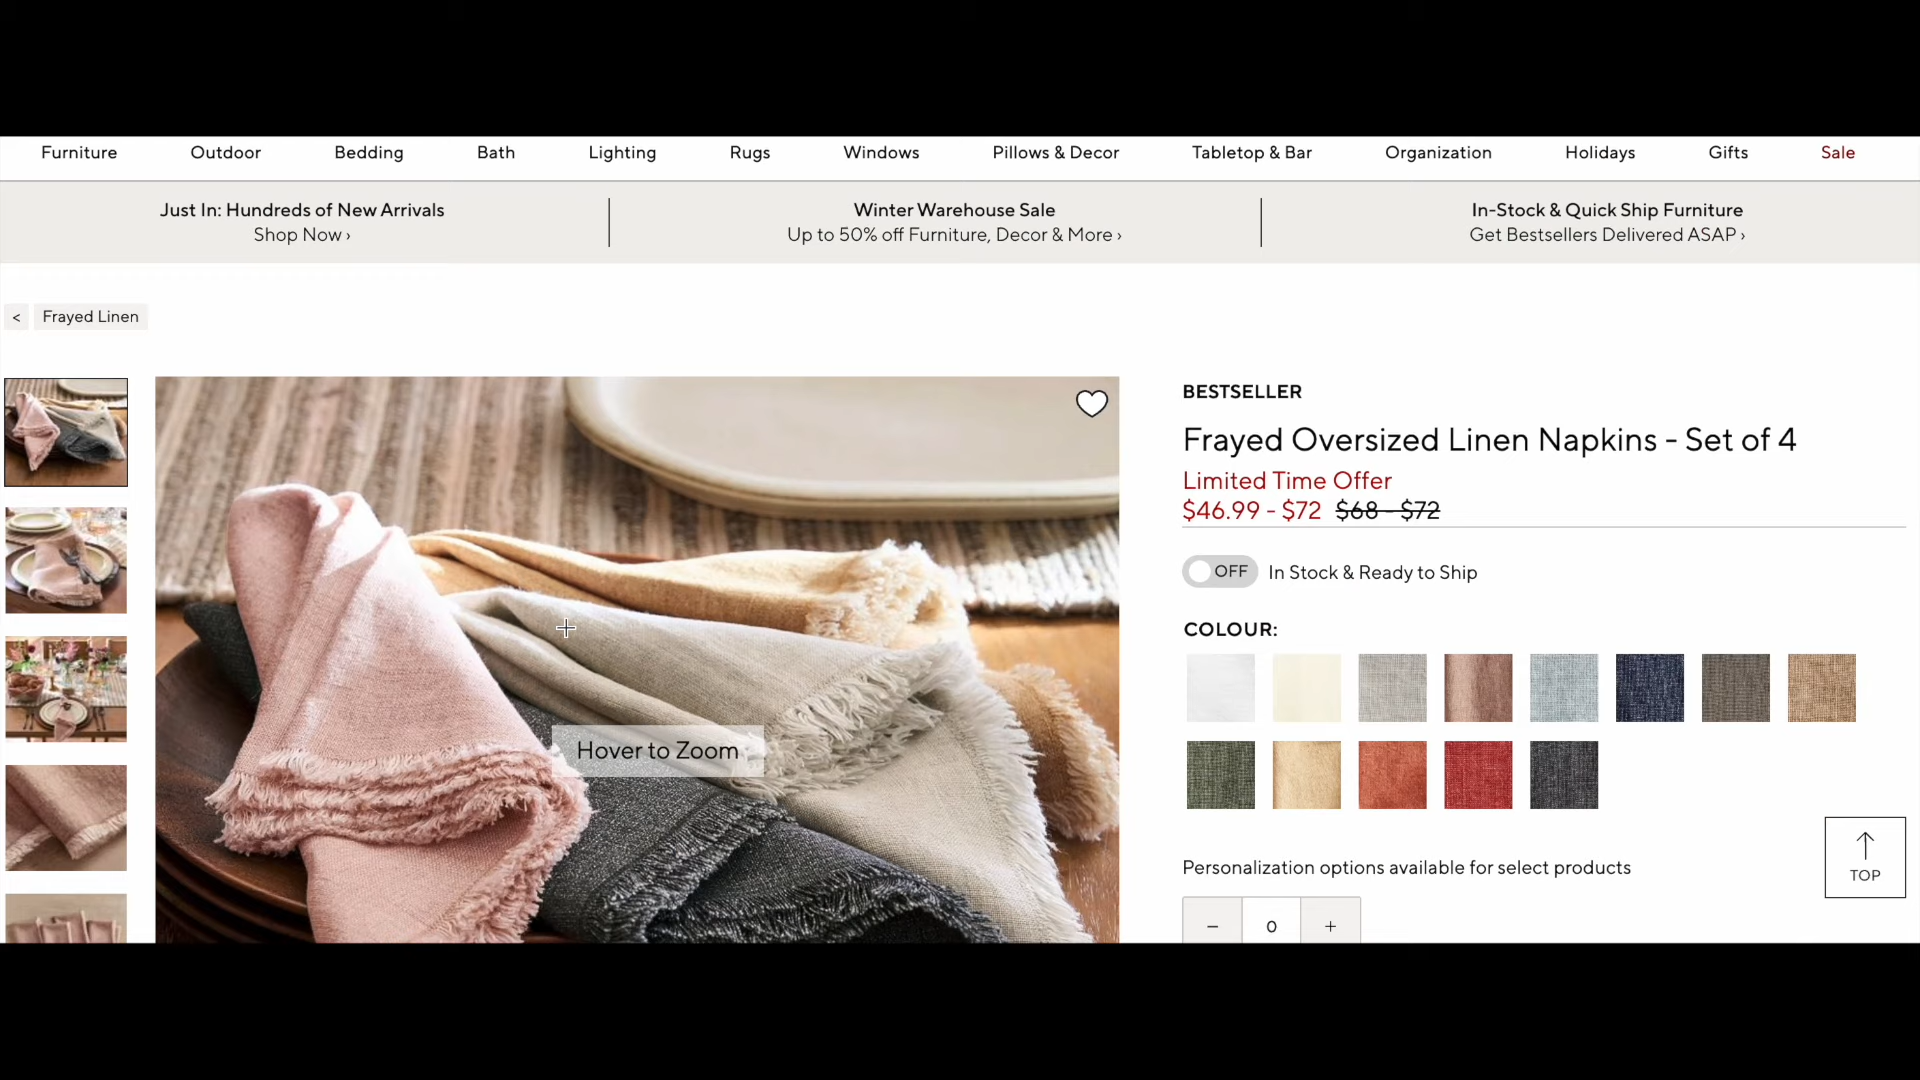 Furniture
Outdoor
Bedding
Bath
Lighting
Rugs
Windows
Pillows & Decor
Tabletop & Bar
Organization
Holidays
Gifts
Sale
Just In: Hundreds of New Arrivals
Shop Now ›
Winter Warehouse Sale
Up to 50% off Furniture, Decor & More ›
In-Stock & Quick Ship Furniture
Get Bestsellers Delivered ASAP ›
< Frayed Linen
Hover to Zoom
BESTSELLER
Frayed Oversized Linen Napkins - Set of 4
Limited Time Offer
$46.99 - $72 $68 - $72
OFF In Stock & Ready to Ship
COLOUR:
Personalization options available for select products
− 0 +
TOP